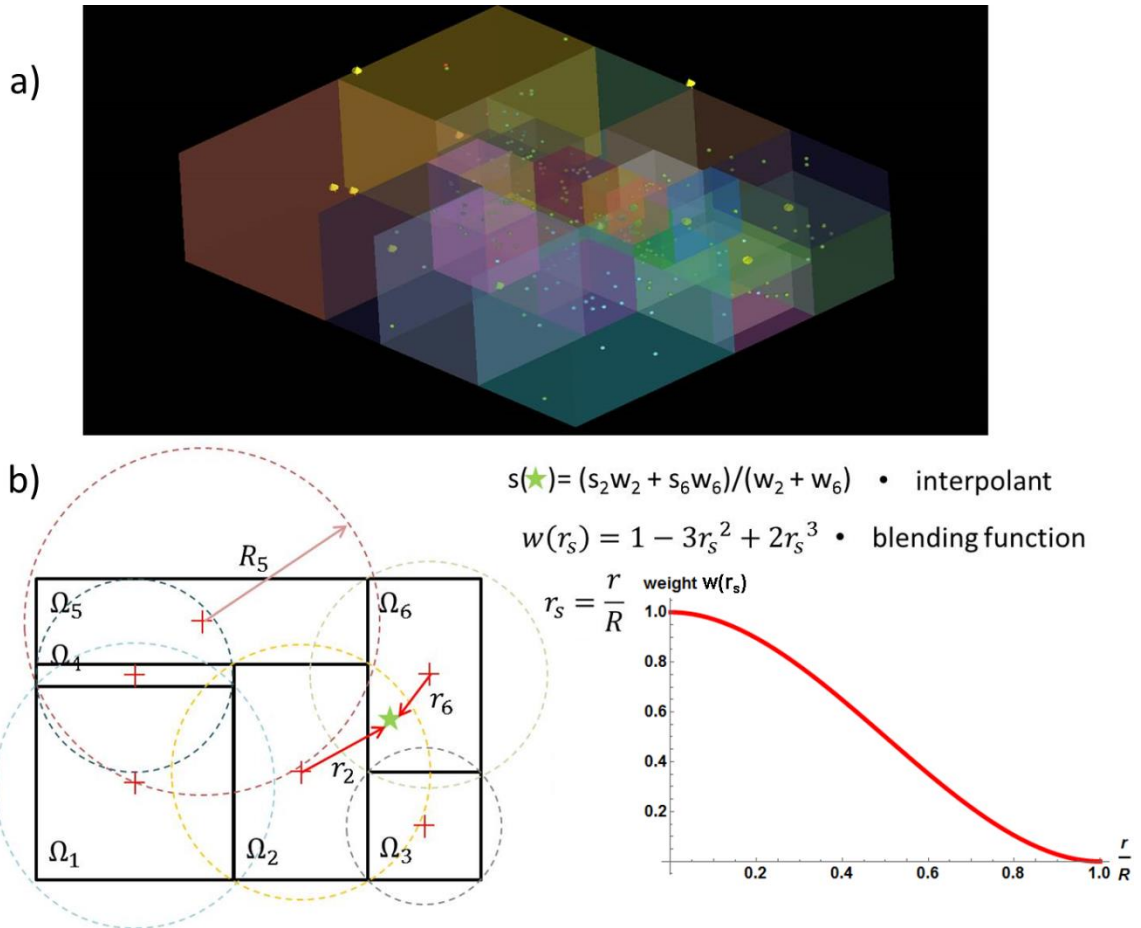 a)
b)
s(★)= (s₂w₂ + s₆w₆)/(w₂ + w₆) • interpolant
w(rₛ) = 1 − 3rₛ² + 2rₛ³ • blending function
rₛ = r/R
weight w(rₛ)
1.0
0.8
0.6
0.4
0.2
0.2 0.4 0.6 0.8 1.0
r/R
R₅
Ω₅ Ω₆
Ω₄
r₆
r₂
Ω₁ Ω₂ Ω₃